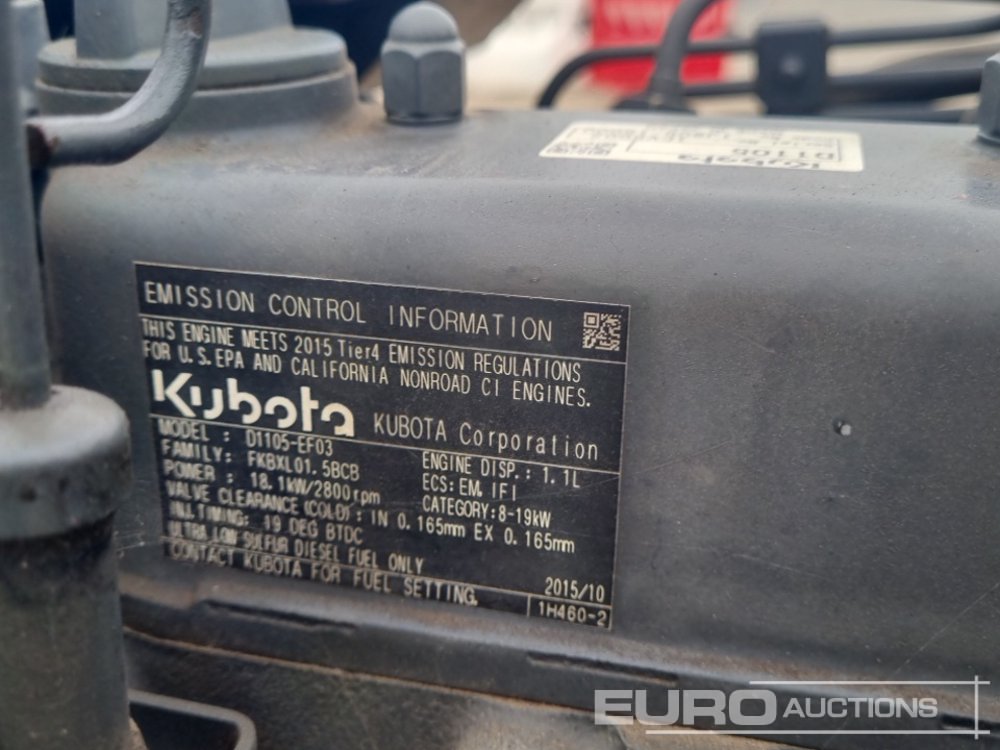 Kubota
D1105
EMISSION CONTROL INFORMATION
THIS ENGINE MEETS 2015 Tier4 EMISSION REGULATIONS
FOR U.S.EPA AND CALIFORNIA NONROAD CI ENGINES.
Kubota KUBOTA Corporation
MODEL : D1105-EF03 ENGINE DISP.: 1.1L
FAMILY: FKBXL01.5BCB ECS:EM,IFI
POWER : 18.1kW/2800rpm CATEGORY:8-19kW
VALVE CLEARANCE(COLD): IN 0.165mm EX 0.165mm
INJ.TIMING: 19 DEG BTDC
ULTRA LOW SULFUR DIESEL FUEL ONLY 2015/10
CONTACT KUBOTA FOR FUEL SETTING. 1H460-2
EURO AUCTIONS